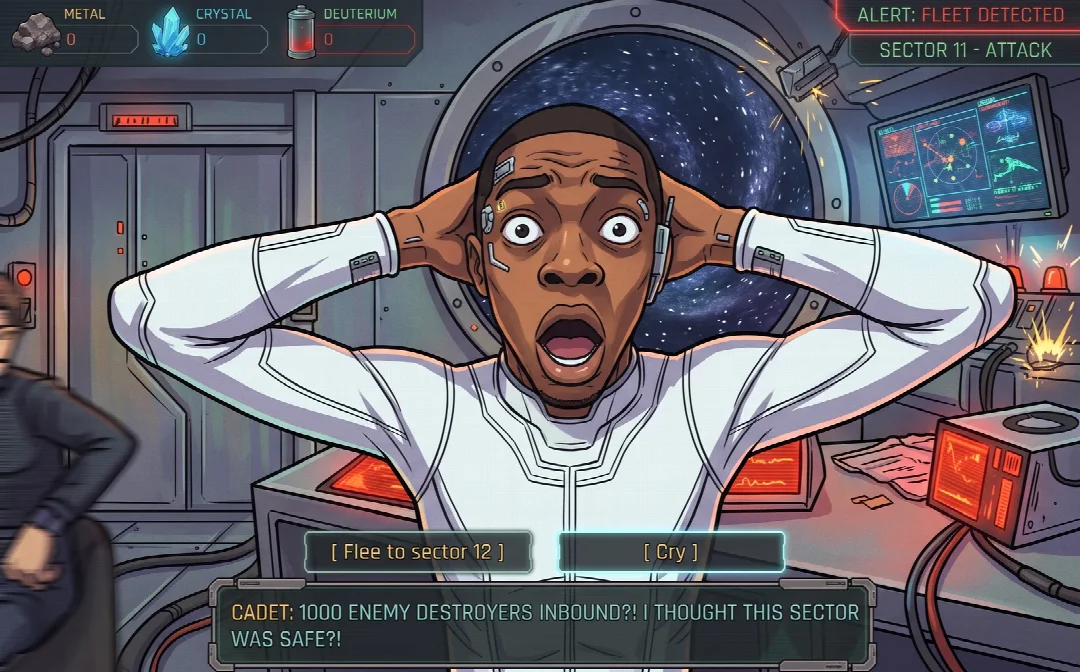 METAL
0
CRYSTAL
0
DEUTERIUM
0
ALERT: FLEET DETECTED
SECTOR 11 - ATTACK
[ Flee to sector 12 ]
[ Cry ]
CADET: 1000 ENEMY DESTROYERS INBOUND?! I THOUGHT THIS SECTOR
WAS SAFE?!